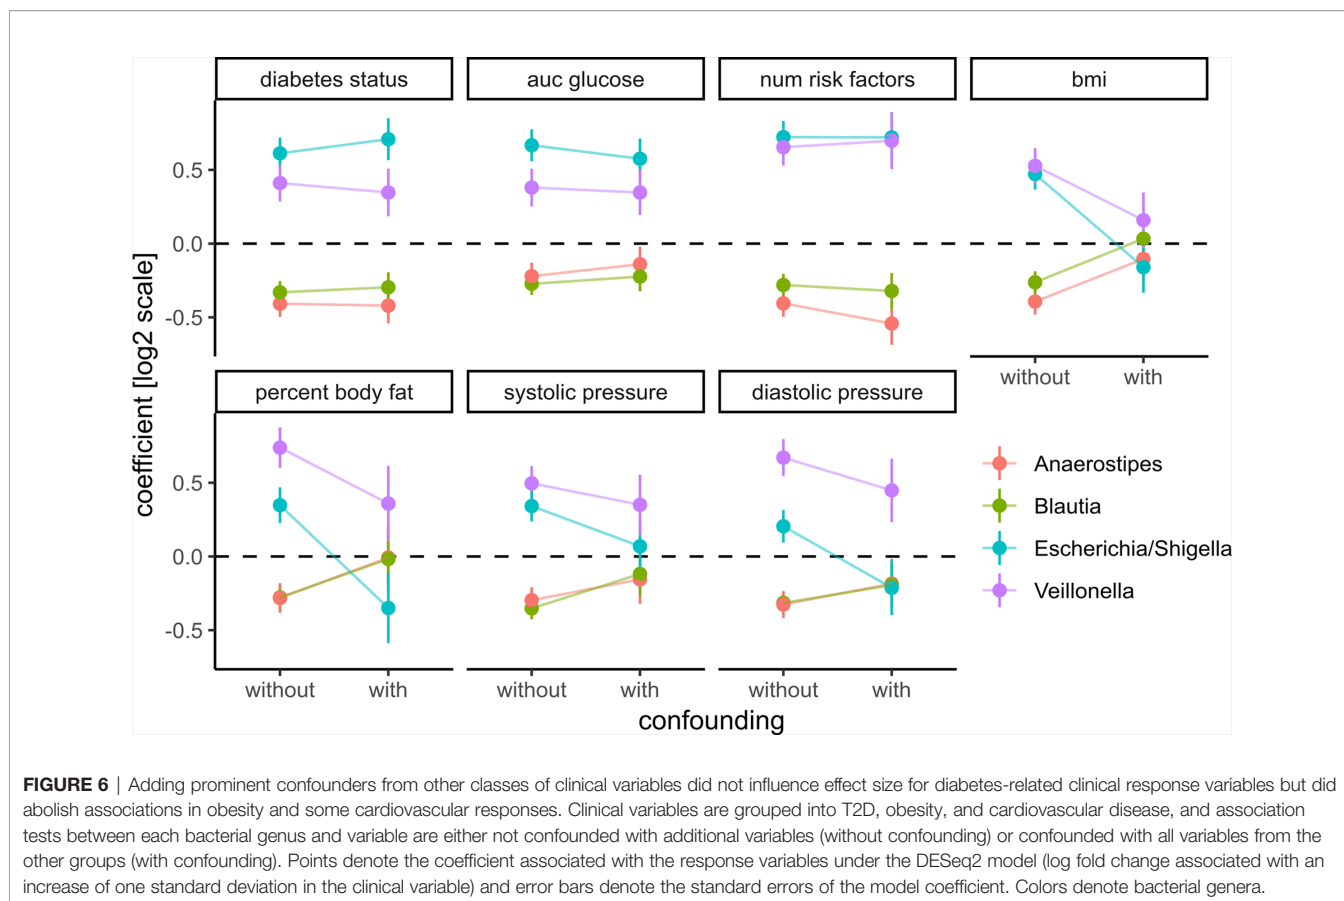 diabetes status
auc glucose
num risk factors
bmi
0.5
0.0
-0.5
without
with
coefficient [log2 scale]
percent body fat
systolic pressure
diastolic pressure
0.5
0.0
-0.5
Anaerostipes
Blautia
Escherichia/Shigella
Veillonella
without
with
without
with
without
with
confounding
FIGURE 6 | Adding prominent confounders from other classes of clinical variables did not influence effect size for diabetes-related clinical response variables but did
abolish associations in obesity and some cardiovascular responses. Clinical variables are grouped into T2D, obesity, and cardiovascular disease, and association
tests between each bacterial genus and variable are either not confounded with additional variables (without confounding) or confounded with all variables from the
other groups (with confounding). Points denote the coefficient associated with the response variables under the DESeq2 model (log fold change associated with an
increase of one standard deviation in the clinical variable) and error bars denote the standard errors of the model coefficient. Colors denote bacterial genera.